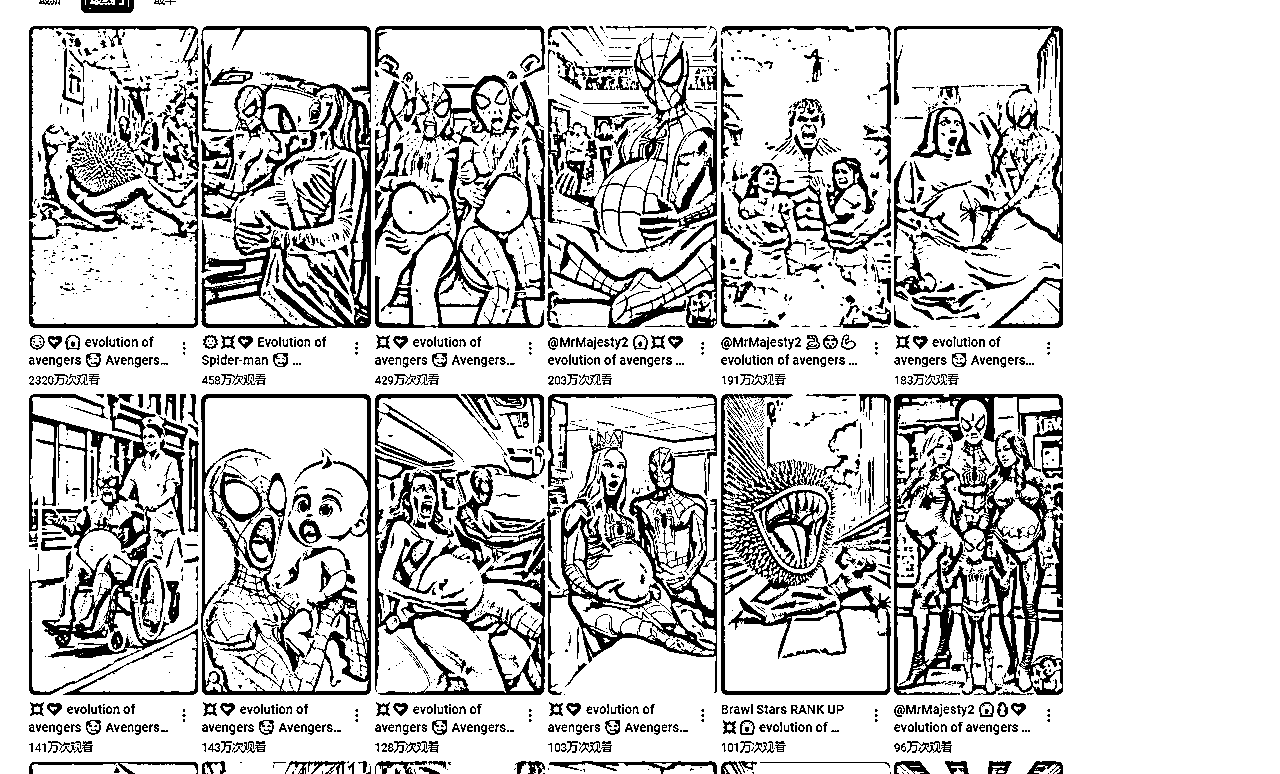 evolution of
avengers Avengers...
2320万次观看
Evolution of
Spider-man ...
458万次观看
evolution of
avengers Avengers...
429万次观看
@MrMajesty2
evolution of avengers ...
203万次观看
@MrMajesty2
evolution of avengers ...
191万次观看
evolution of
avengers Avengers...
183万次观看
evolution of
avengers Avengers...
141万次观看
evolution of
avengers Avengers...
143万次观看
evolution of
avengers Avengers...
128万次观看
evolution of
avengers Avengers...
103万次观看
Brawl Stars RANK UP
evolution of ...
101万次观看
@MrMajesty2
evolution of avengers ...
96万次观看